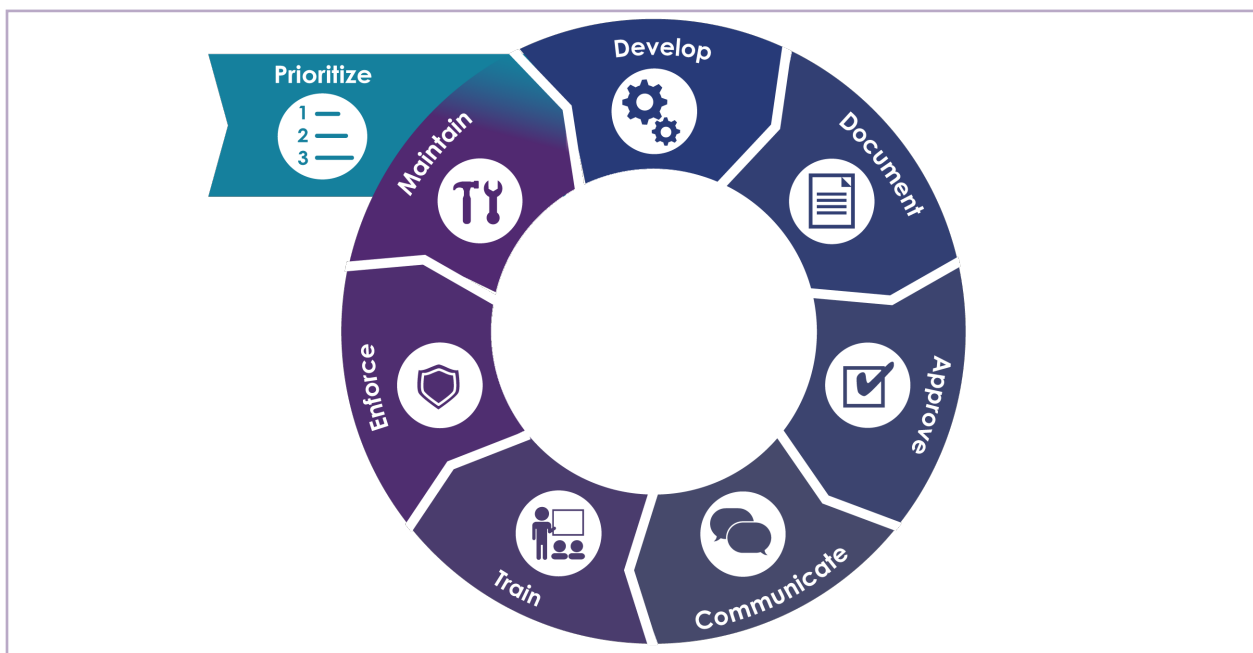 Prioritize
1
2
3
Develop
Document
Approve
Communicate
Train
Enforce
Maintain